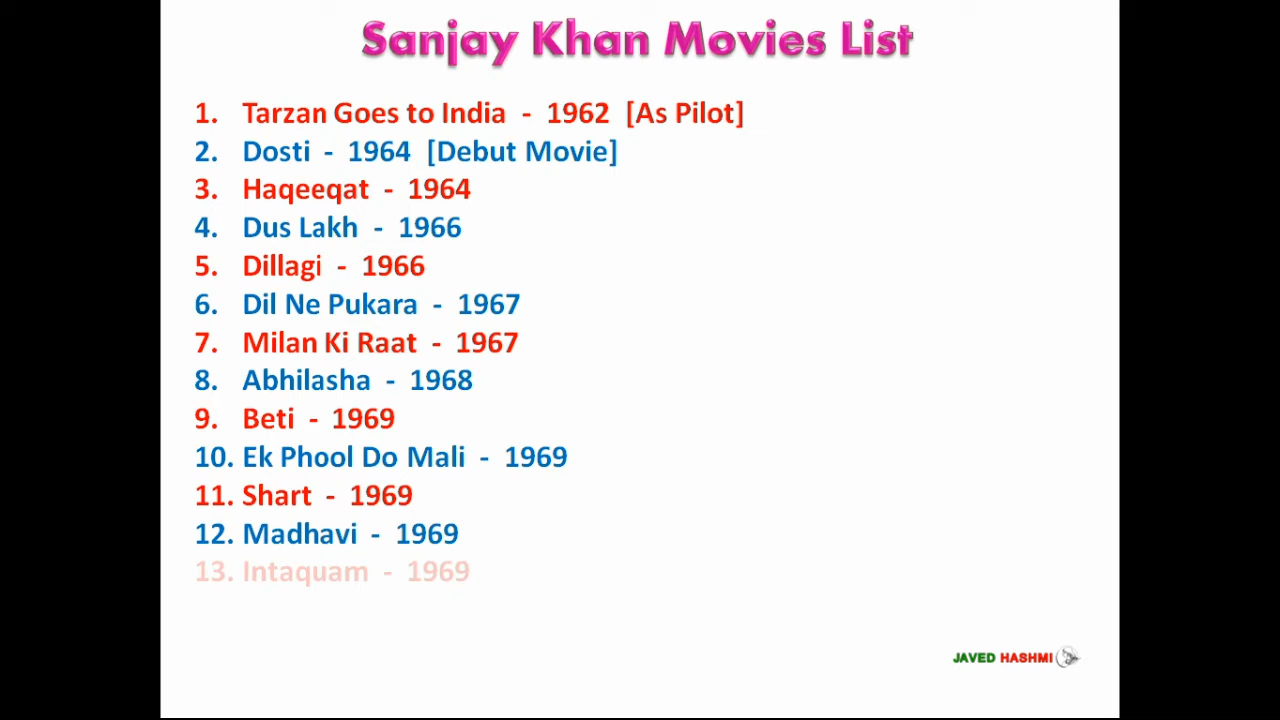 Sanjay Khan Movies List
1. Tarzan Goes to India - 1962 [As Pilot]
2. Dosti - 1964 [Debut Movie]
3. Haqeeqat - 1964
4. Dus Lakh - 1966
5. Dillagi - 1966
6. Dil Ne Pukara - 1967
7. Milan Ki Raat - 1967
8. Abhilasha - 1968
9. Beti - 1969
10. Ek Phool Do Mali - 1969
11. Shart - 1969
12. Madhavi - 1969
13. Intaquam - 1969
JAVED HASHMI